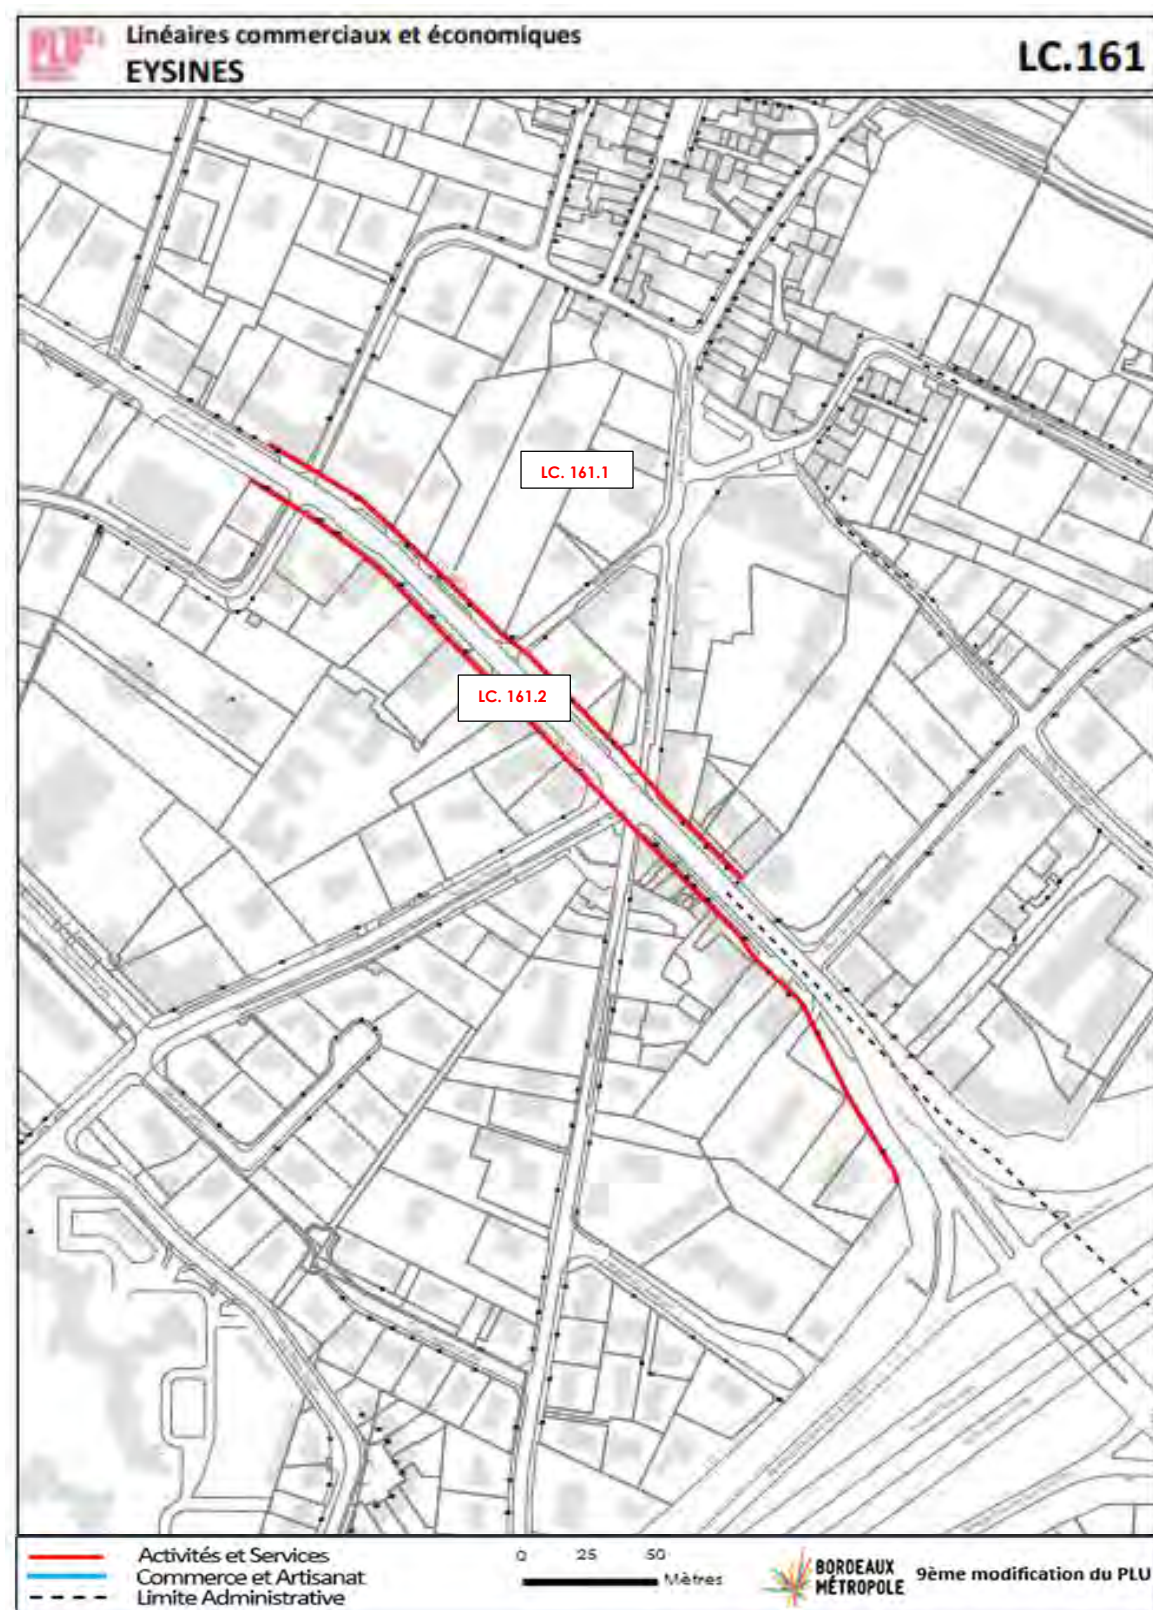 PLU
Linéaires commerciaux et économiques
EYSINES
LC.161
LC. 161.1
LC. 161.2
Activités et Services
Commerce et Artisanat
Limite Administrative
0 25 50
Mètres
BORDEAUX
MÉTROPOLE
9ème modification du PLU